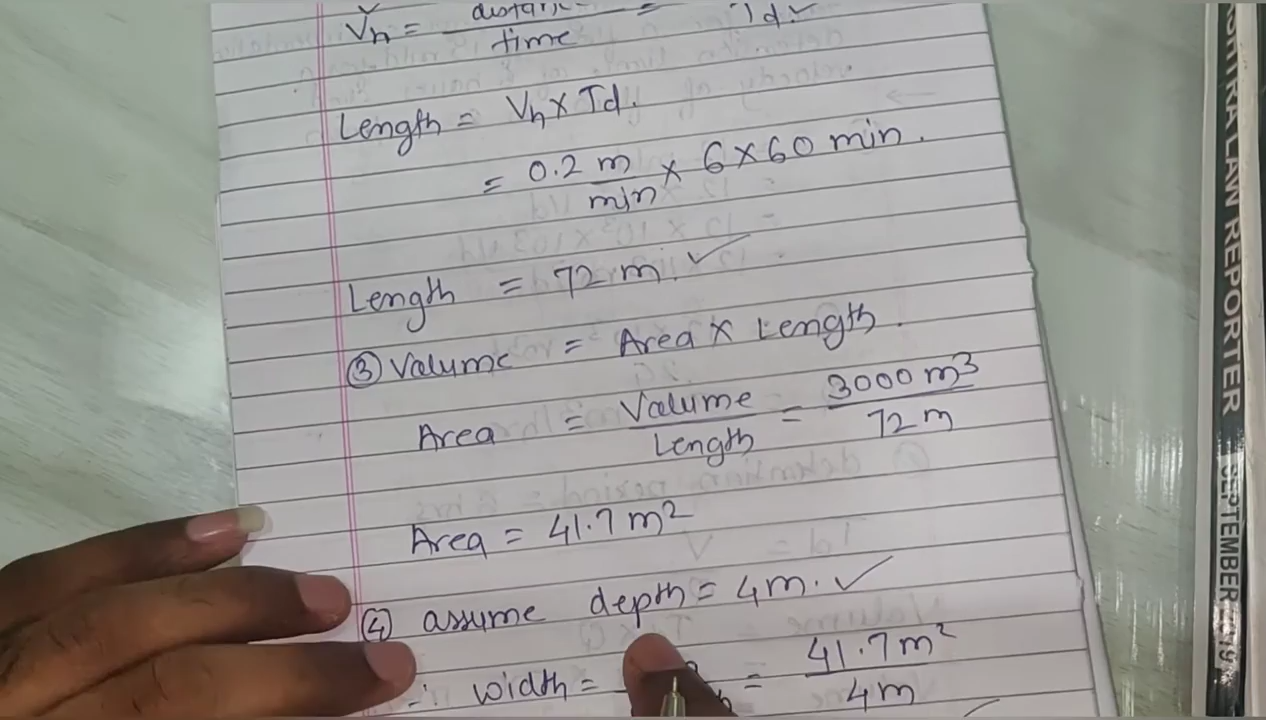 Vh = distance / time = Td ✓
Length = Vh × Td.
= 0.2 m/min × 6×60 min.
Length = 72 m. ✓
③ Valume = Area × Length.
Area = Valume / Length = 3000 m³ / 72 m
Area = 41.7 m²
④ assume depth = 4m. ✓
∴ width = = 41.7 m² / 4m
LAW REPORTER SEPTEMBER